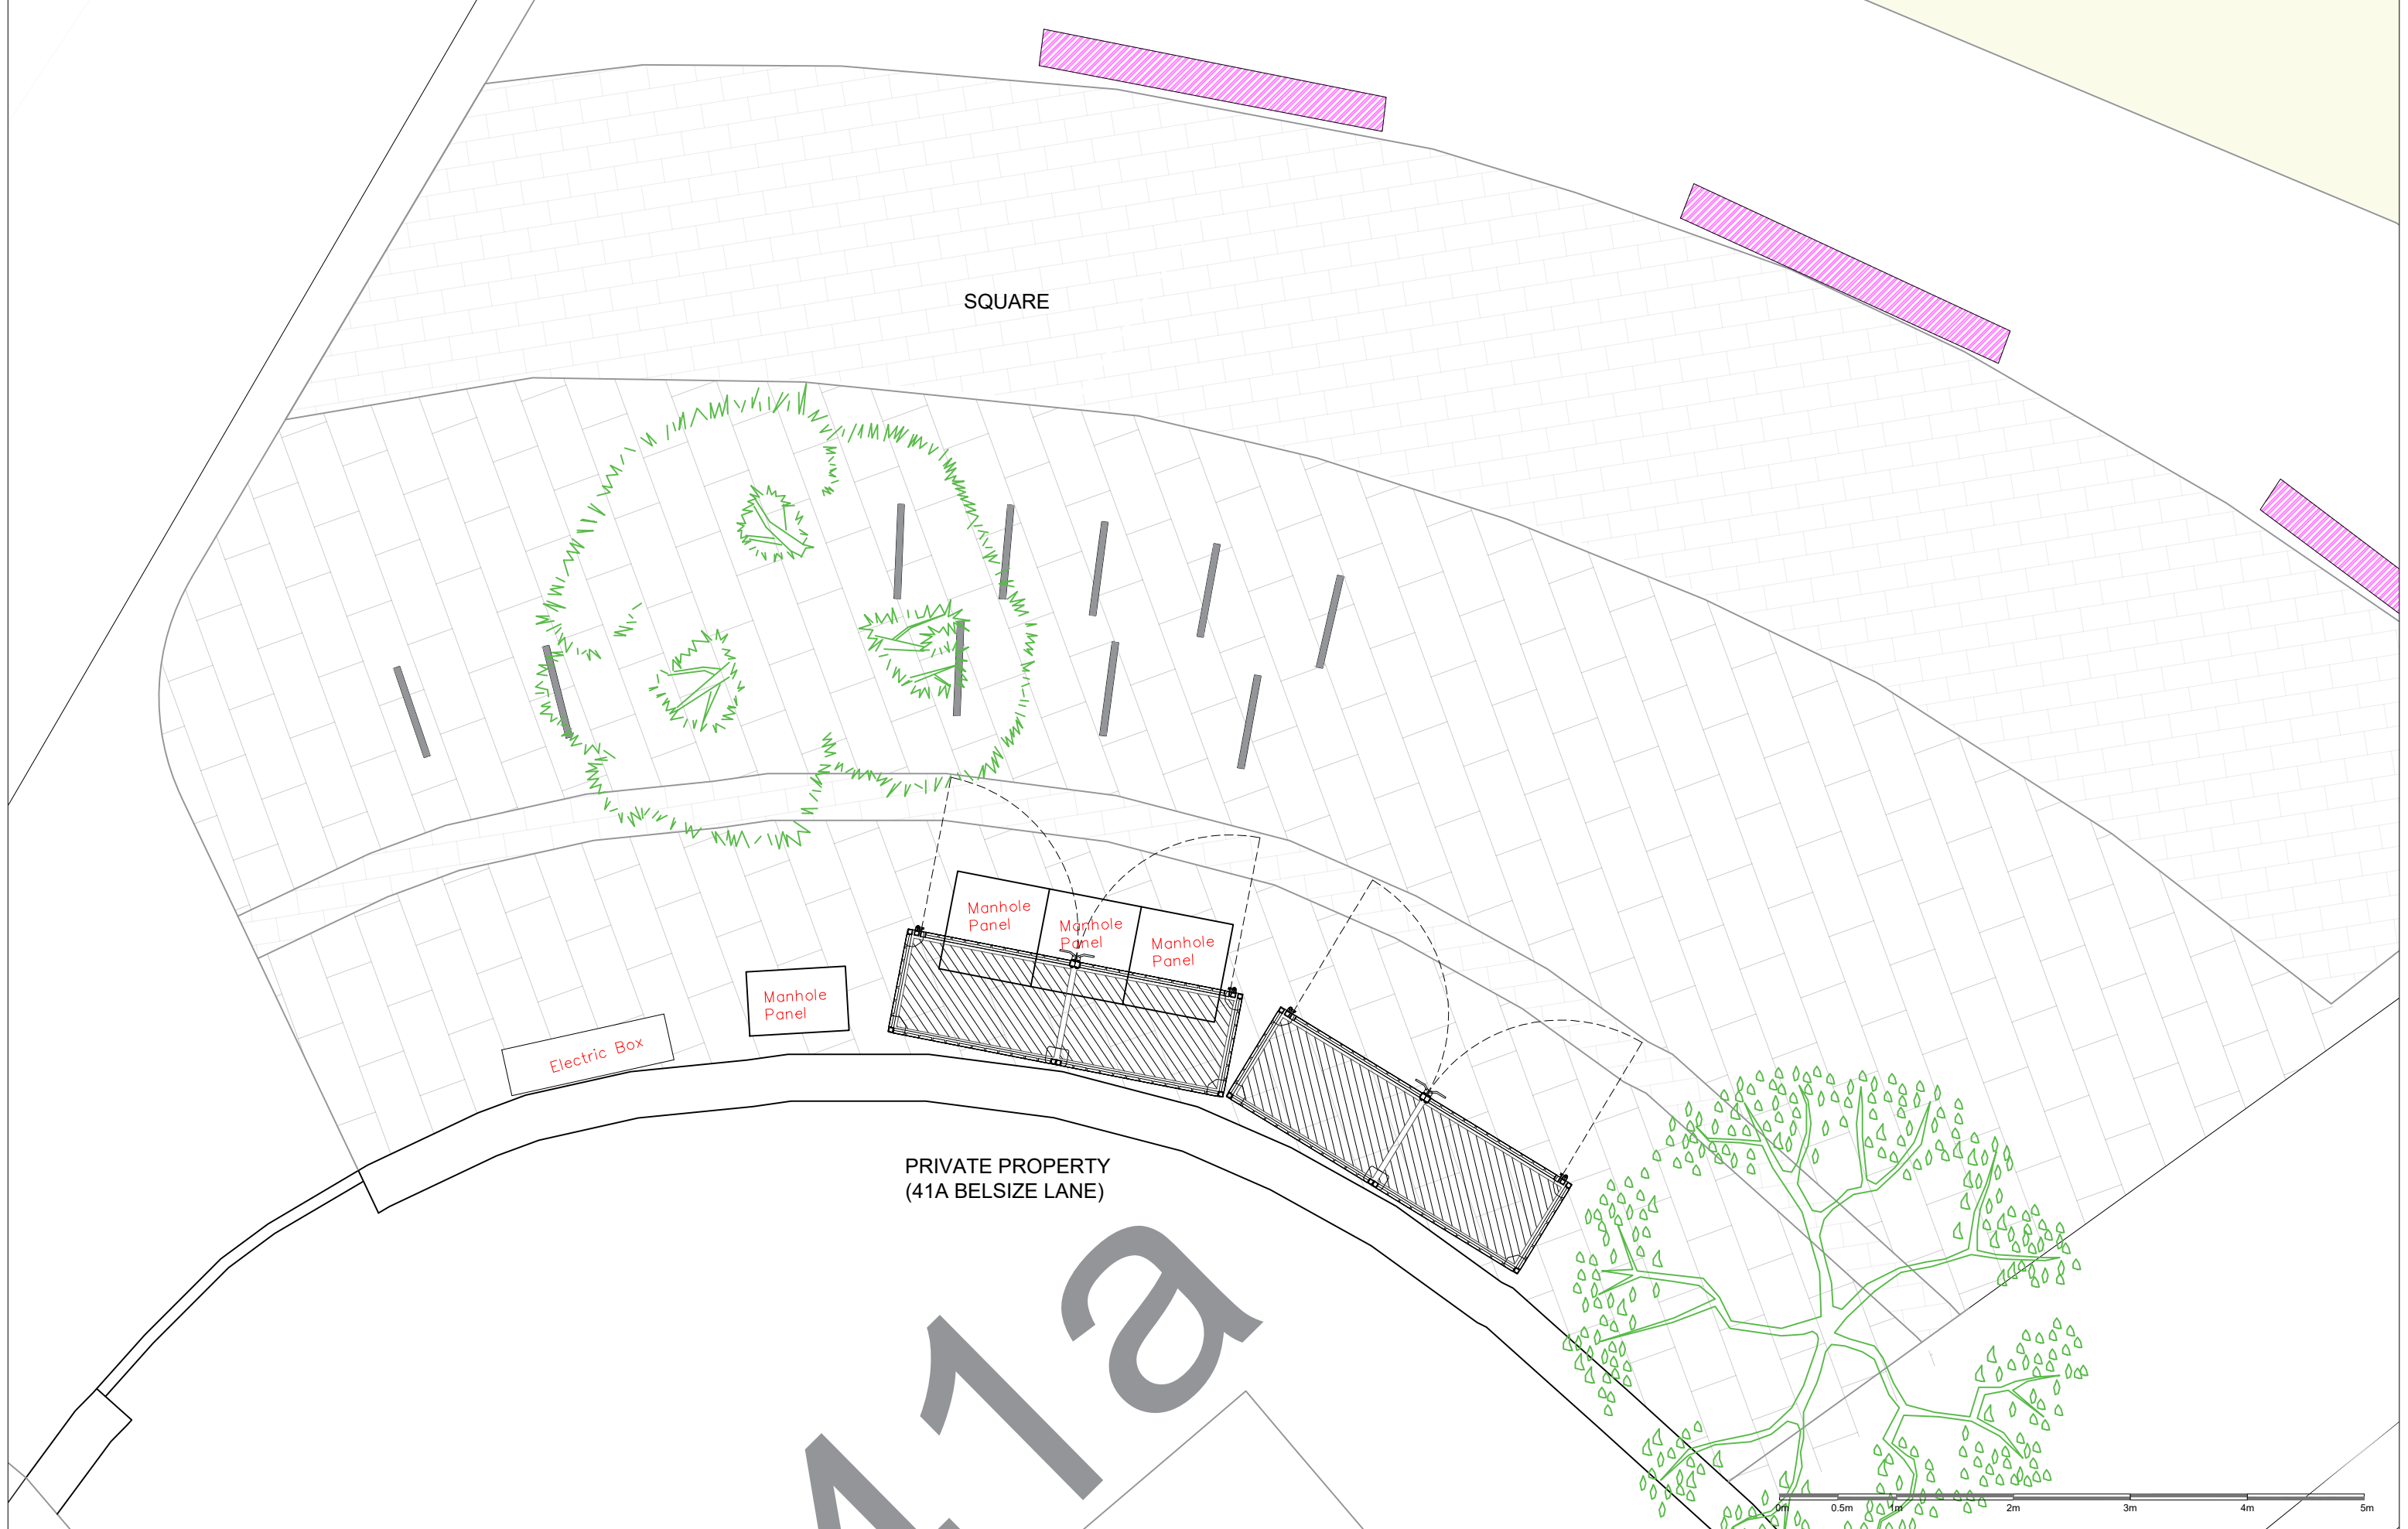 SQUARE
Manhole
Panel
Manhole
Panel
Manhole
Panel
Manhole
Panel
Electric Box
PRIVATE PROPERTY
(41A BELSIZE LANE)
41a
0m 0.5m 1m 2m 3m 4m 5m